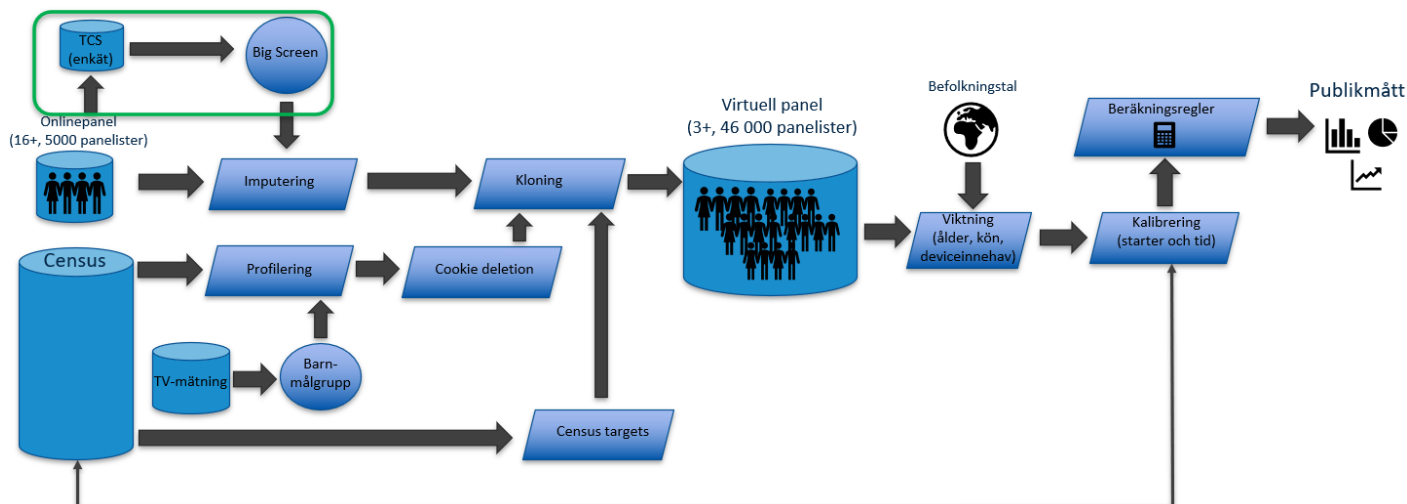 TCS
(enkät)
Big Screen
Onlinepanel
(16+, 5000 panelister)
Imputering
Kloning
Virtuell panel
(3+, 46 000 panelister)
Befolkningstal
Beräkningsregler
Publikmått
Viktning
(ålder, kön,
deviceinnehav)
Kalibrering
(starter och tid)
Census
Profilering
Cookie deletion
TV-mätning
Barn-
målgrupp
Census targets